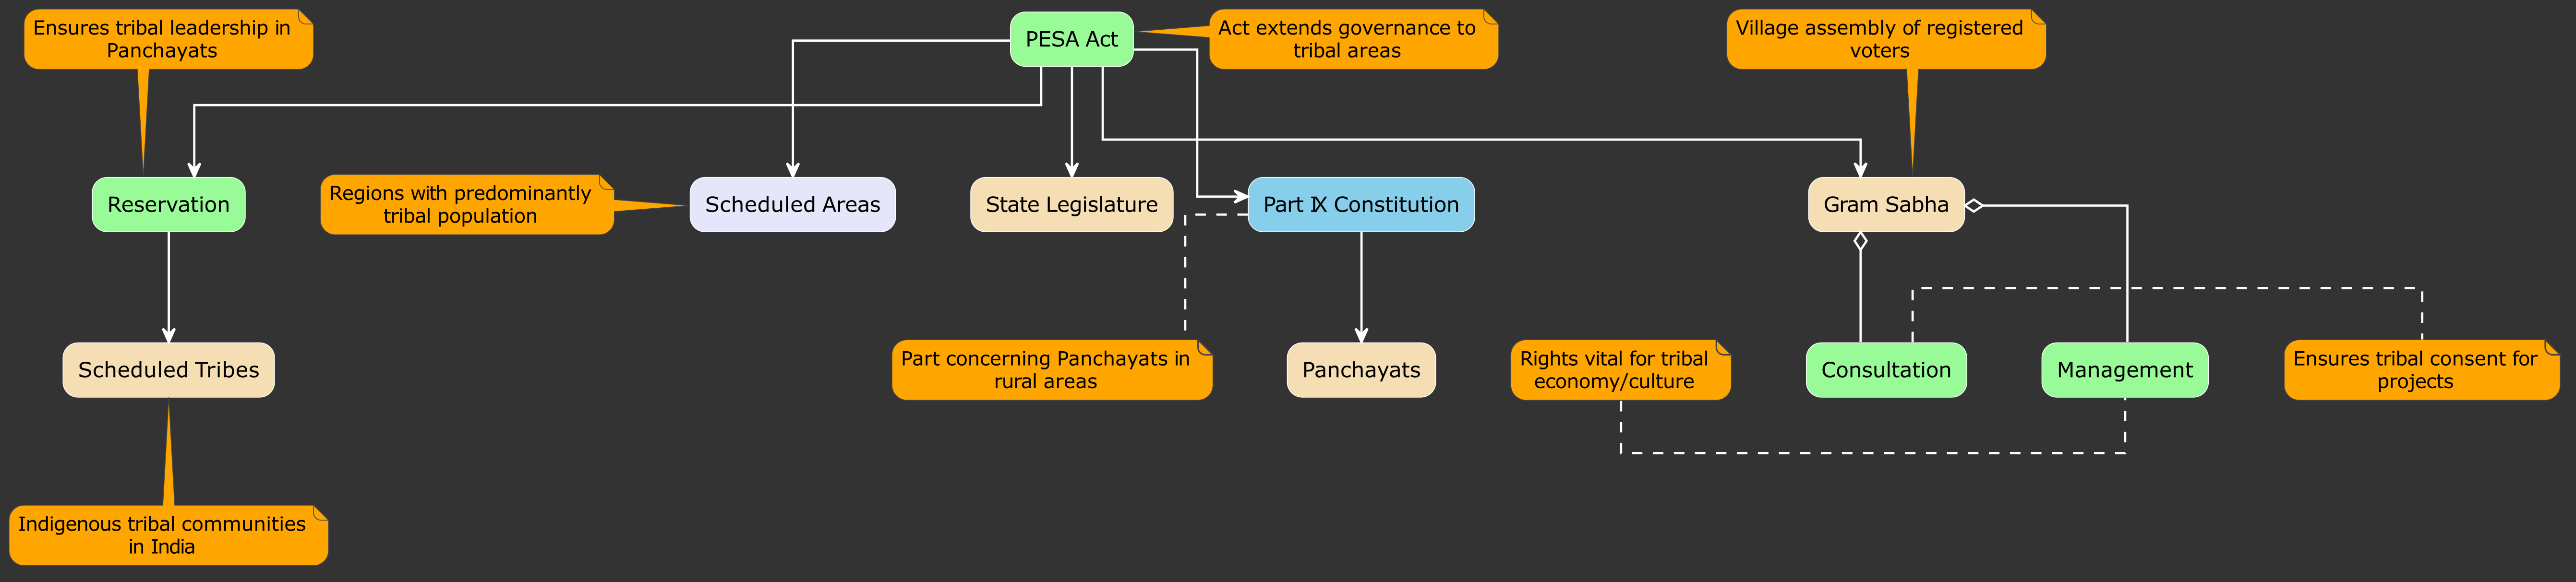 Ensures tribal leadership in
Panchayats
PESA Act
Act extends governance to
tribal areas
Village assembly of registered
voters
Reservation
Regions with predominantly
tribal population
Scheduled Areas
State Legislature
Part IX Constitution
Gram Sabha
Scheduled Tribes
Part concerning Panchayats in
rural areas
Panchayats
Rights vital for tribal
economy/culture
Consultation
Management
Ensures tribal consent for
projects
Indigenous tribal communities
in India